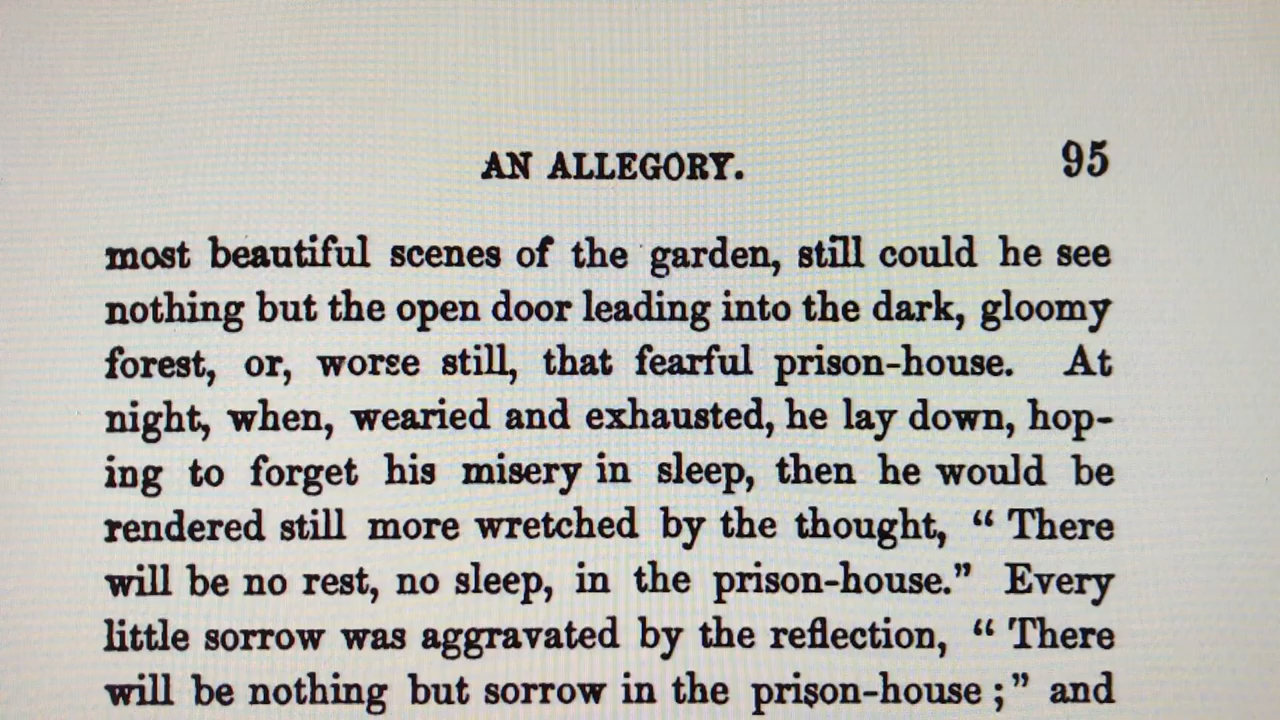 AN ALLEGORY. 95
most beautiful scenes of the garden, still could he see
nothing but the open door leading into the dark, gloomy
forest, or, worse still, that fearful prison-house. At
night, when, wearied and exhausted, he lay down, hop-
ing to forget his misery in sleep, then he would be
rendered still more wretched by the thought, “ There
will be no rest, no sleep, in the prison-house.” Every
little sorrow was aggravated by the reflection, “ There
will be nothing but sorrow in the prison-house ;” and